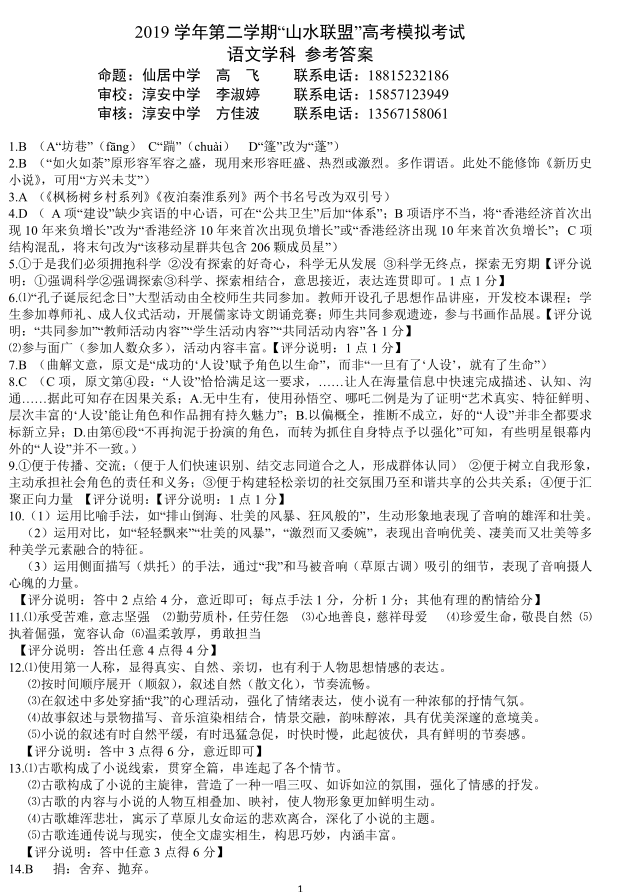 2019 学年第二学期“山水联盟”高考模拟考试
语文学科 参考答案
命题：仙居中学 高 飞 联系电话：18815232186
审校：淳安中学 李淑婷 联系电话：15857123949
审核：淳安中学 方佳波 联系电话：13567158061
1.B （A“坊巷”（fāng） C“踹”（chuài） D“篷”改为“蓬”）
2.B （“如火如荼”原形容军容之盛，现用来形容旺盛、热烈或激烈。多作谓语。此处不能修饰《新历史
小说》，可用“方兴未艾”）
3.A （《枫杨树乡村系列》《夜泊秦淮系列》两个书名号改为双引号）
4.D （ A 项“建设”缺少宾语的中心语，可在“公共卫生”后加“体系”；B 项语序不当，将“香港经济首次出
现 10 年来负增长”改为“香港经济 10 年来首次出现负增长”或“香港经济出现 10 年来首次负增长”；C 项
结构混乱，将末句改为“该移动星群共包含 206 颗成员星”）
5.①于是我们必须拥抱科学 ②没有探索的好奇心，科学无从发展 ③科学无终点，探索无穷期【评分说
明：①强调科学②强调探索③科学、探索相结合，意思接近，表达连贯即可。1 点 1 分】
6.⑴“孔子诞辰纪念日”大型活动由全校师生共同参加。教师开设孔子思想作品讲座，开发校本课程；学
生参加尊师礼、成人仪式活动，开展儒家诗文朗诵竞赛；师生共同参观遗迹，参与书画作品展。【评分说
明：“共同参加”“教师活动内容”“学生活动内容”“共同活动内容”各 1 分】
⑵参与面广（参加人数众多），活动内容丰富。【评分说明：1 点 1 分】
7.B （曲解文意，原文是“成功的‘人设’赋予角色以生命”，而非“一旦有了‘人设’，就有了生命”）
8.C （C 项，原文第④段：“人设”恰恰满足这一要求，……让人在海量信息中快速完成描述、认知、沟
通……据此可知存在因果关系；A.无中生有，使用孙悟空、哪吒二例是为了证明“艺术真实、特征鲜明、
层次丰富的‘人设’能让角色和作品拥有持久魅力”；B.以偏概全，推断不成立，好的“人设”并非全都要求
标新立异；D.由第⑥段“不再拘泥于扮演的角色，而转为抓住自身特点予以强化”可知，有些明星银幕内
外的“人设”并不一致。）
9.①便于传播、交流；（便于人们快速识别、结交志同道合之人，形成群体认同） ②便于树立自我形象，
主动承担社会角色的责任和义务；③便于构建轻松亲切的社交氛围乃至和谐共享的公共关系；④便于汇
聚正向力量 【评分说明：【评分说明：1 点 1 分】
10.（1）运用比喻手法，如“排山倒海、壮美的风暴、狂风般的”，生动形象地表现了音响的雄浑和壮美。
（2）运用对比，如“轻轻飘来”“壮美的风暴”，“激烈而又委婉”，表现出音响优美、凄美而又壮美等多
种美学元素融合的特征。
（3）运用侧面描写（烘托）的手法，通过“我”和马被音响（草原古调）吸引的细节，表现了音响摄人
心魄的力量。
【评分说明：答中 2 点给 4 分，意近即可；每点手法 1 分，分析 1 分；其他有理的酌情给分】
11.⑴承受苦难，意志坚强 ⑵勤劳质朴，任劳任怨 ⑶心地善良，慈祥母爱 ⑷珍爱生命，敬畏自然 ⑸
执着倔强，宽容认命 ⑹温柔敦厚，勇敢担当
【评分说明：答出任意 4 点得 4 分】
12.⑴使用第一人称，显得真实、自然、亲切，也有利于人物思想情感的表达。
⑵按时间顺序展开（顺叙），叙述自然（散文化），节奏流畅。
⑶在叙述中多处穿插“我”的心理活动，强化了情绪表达，使小说有一种浓郁的抒情气氛。
⑷故事叙述与景物描写、音乐渲染相结合，情景交融，韵味醇浓，具有优美深邃的意境美。
⑸小说的叙述有时自然平缓，有时迅猛急促，时快时慢，此起彼伏，具有鲜明的节奏感。
【评分说明：答中 3 点得 6 分，意近即可】
13.⑴古歌构成了小说线索，贯穿全篇，串连起了各个情节。
⑵古歌构成了小说的主旋律，营造了一种一唱三叹、如诉如泣的氛围，强化了情感的抒发。
⑶古歌的内容与小说的人物互相叠加、映衬，使人物形象更加鲜明生动。
⑷古歌雄浑悲壮，寓示了草原儿女命运的悲欢离合，深化了小说的主题。
⑸古歌连通传说与现实，使全文虚实相生，构思巧妙，内涵丰富。
【评分说明：答中任意 3 点得 6 分】
14.B 捐：舍弃、抛弃。
1